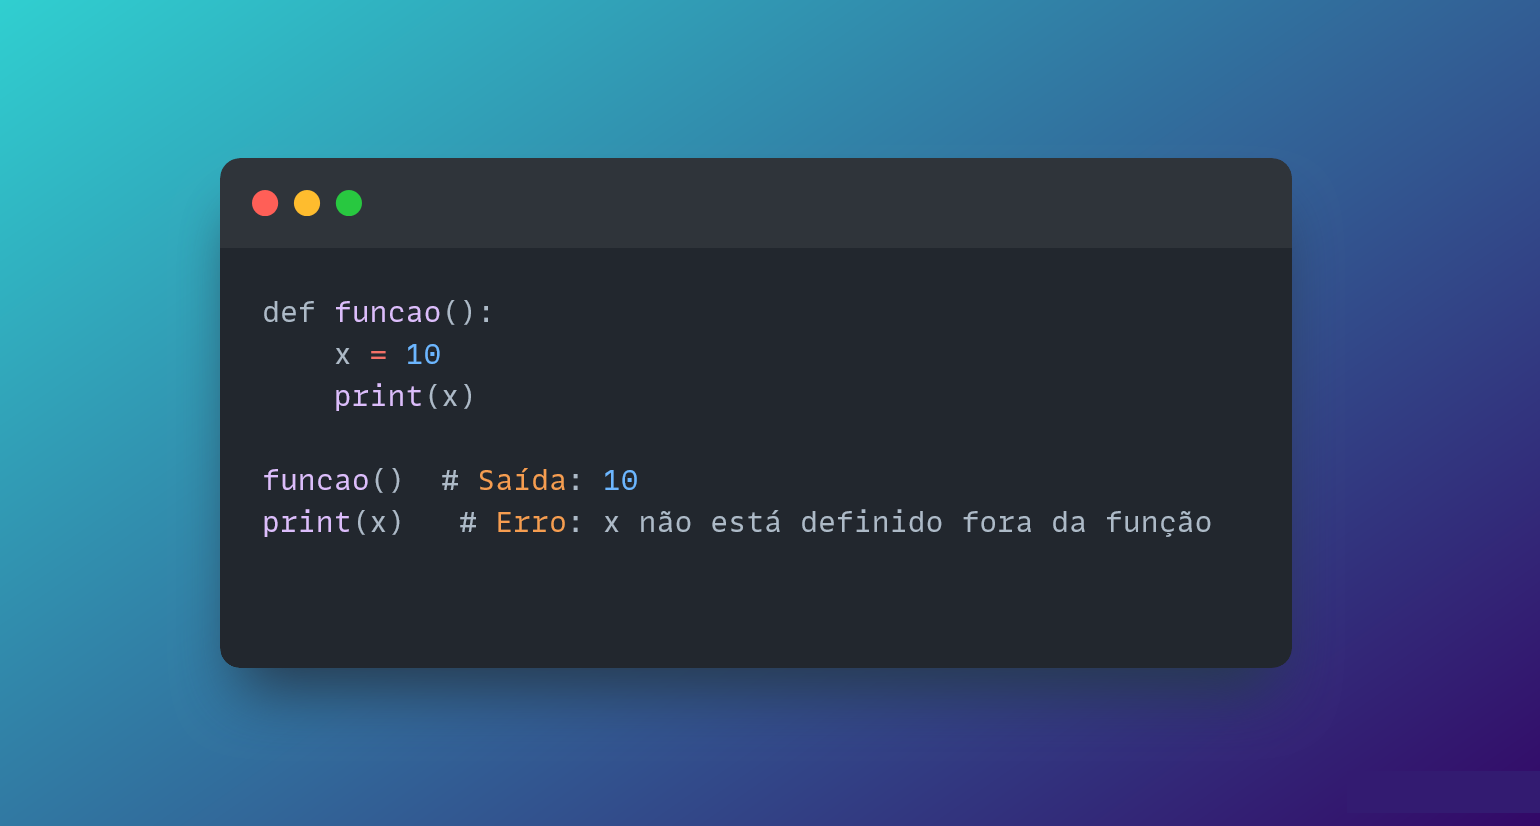 def funcao():
    x = 10
    print(x)

funcao()  # Saída: 10
print(x)   # Erro: x não está definido fora da função